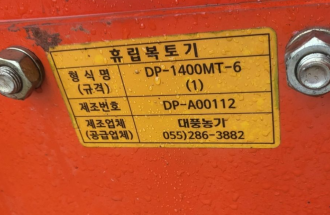 휴립복토기
형 식 명 DP-1400MT-6
(규격) (1)
제조번호 DP-A00112
제조업체 대풍농기
(공급업체) 055)286-3882